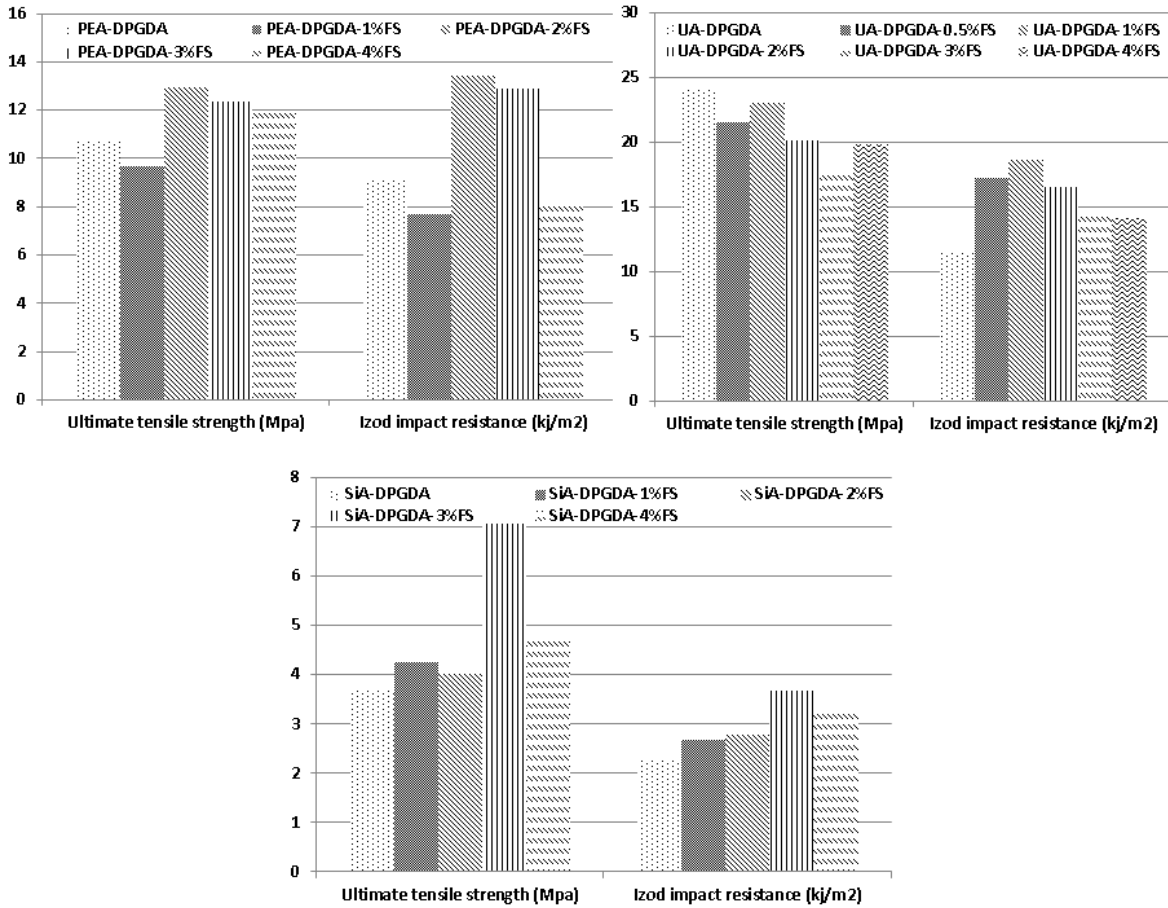 16
14
12
10
8
6
4
2
0
PEA-DPGDA PEA-DPGDA-1%FS PEA-DPGDA-2%FS
PEA-DPGDA-3%FS PEA-DPGDA-4%FS
Ultimate tensile strength (Mpa) Izod impact resistance (kj/m2)
30
25
20
15
10
5
0
UA-DPGDA UA-DPGDA-0.5%FS UA-DPGDA-1%FS
UA-DPGDA-2%FS UA-DPGDA-3%FS UA-DPGDA-4%FS
Ultimate tensile strength (Mpa) Izod impact resistance (kj/m2)
8
7
6
5
4
3
2
1
0
SiA-DPGDA SiA-DPGDA-1%FS SiA-DPGDA-2%FS
SiA-DPGDA-3%FS SiA-DPGDA-4%FS
Ultimate tensile strength (Mpa) Izod impact resistance (kj/m2)